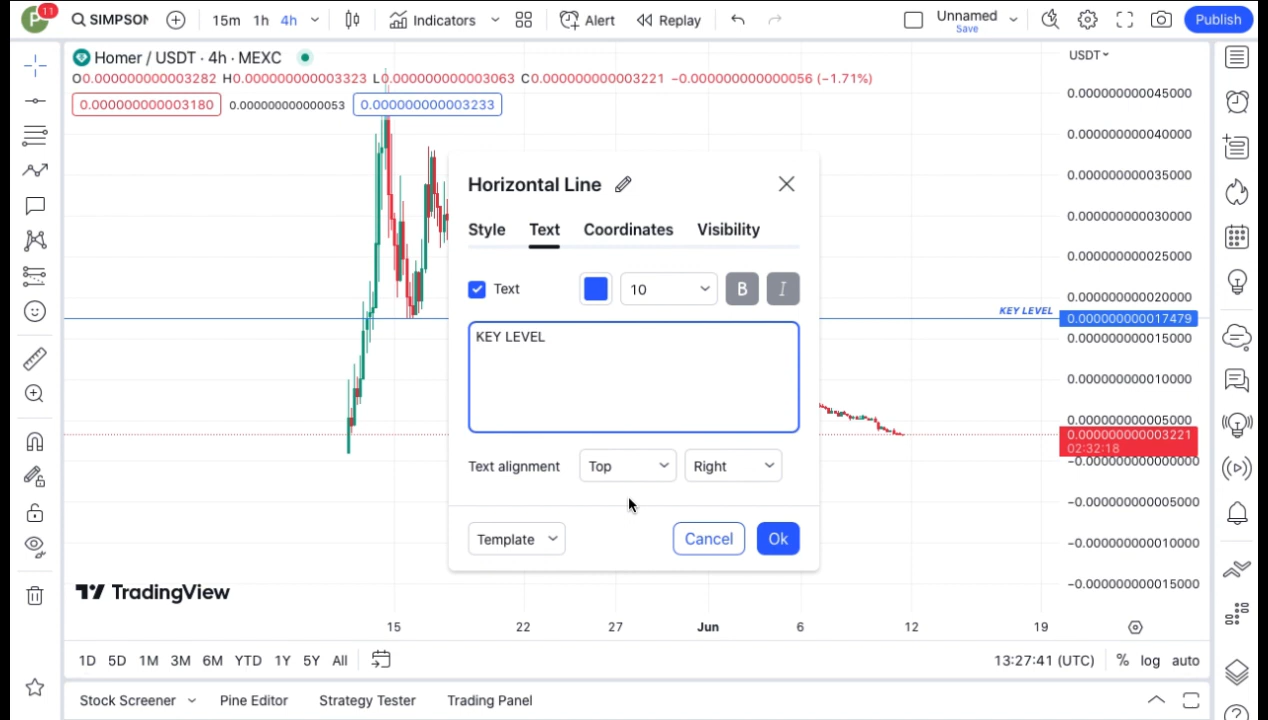 P 11 SIMPSON 15m 1h 4h Indicators Alert Replay Unnamed Save Publish
Homer / USDT · 4h · MEXC USDT
O0.000000000003282 H0.000000000003323 L0.000000000003063 C0.000000000003221 −0.000000000000056 (−1.71%)
0.000000000003180 0.000000000000053 0.000000000003233
0.000000000045000
0.000000000040000
0.000000000035000
0.000000000030000
0.000000000025000
0.000000000020000
KEY LEVEL 0.000000000017479
0.000000000015000
0.000000000010000
0.000000000005000
0.000000000003221
02:32:18
−0.000000000000000
−0.000000000005000
−0.000000000010000
−0.000000000015000
Horizontal Line
Style Text Coordinates Visibility
Text 10 B I
KEY LEVEL
Text alignment Top Right
Template Cancel Ok
TradingView
15 22 27 Jun 6 12 19
1D 5D 1M 3M 6M YTD 1Y 5Y All 13:27:41 (UTC) % log auto
Stock Screener Pine Editor Strategy Tester Trading Panel